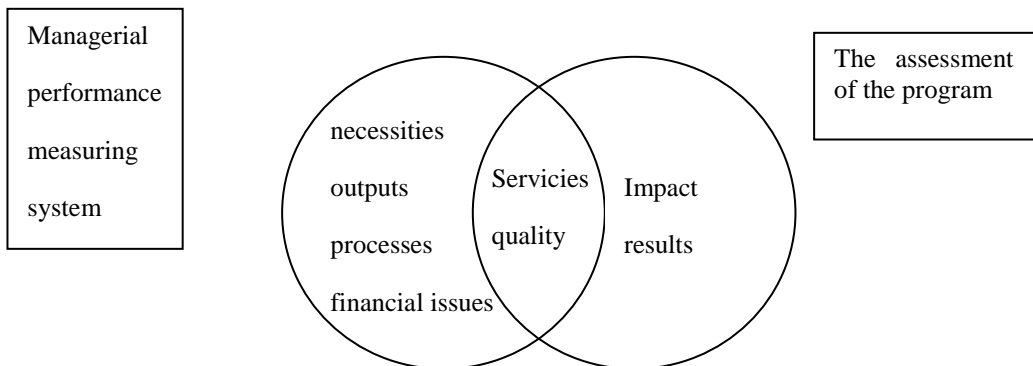 Managerial
performance
measuring
system
necessities
outputs
processes
financial issues
Servicies
quality
Impact
results
The assessment
of the program